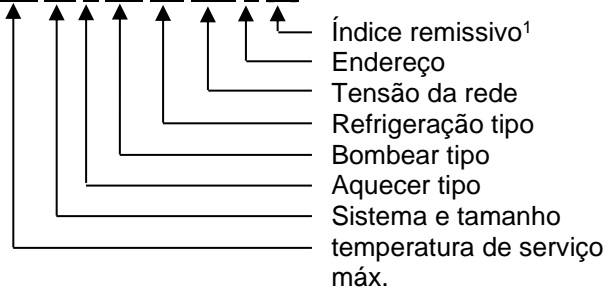 Índice remissivo¹
Endereço
Tensão da rede
Refrigeração tipo
Bombear tipo
Aquecer tipo
Sistema e tamanho
temperatura de serviço
máx.